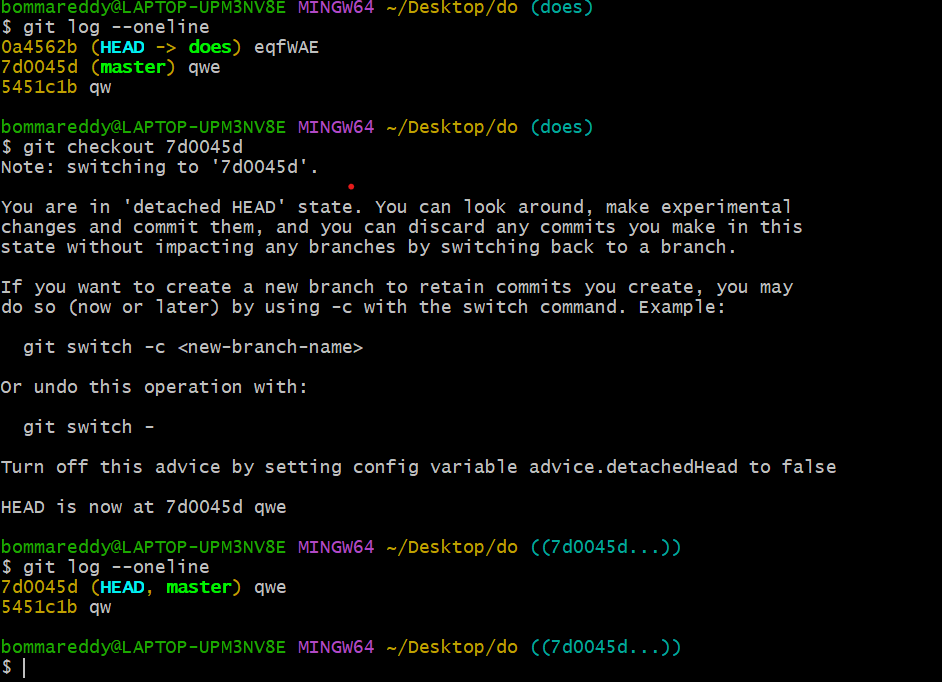 bommareddy@LAPTOP-UPM3NV8E MINGW64 ~/Desktop/do (does)
$ git log --oneline
0a4562b (HEAD -> does) eqfWAE
7d0045d (master) qwe
5451c1b qw
bommareddy@LAPTOP-UPM3NV8E MINGW64 ~/Desktop/do (does)
$ git checkout 7d0045d
Note: switching to '7d0045d'.
You are in 'detached HEAD' state. You can look around, make experimental
changes and commit them, and you can discard any commits you make in this
state without impacting any branches by switching back to a branch.
If you want to create a new branch to retain commits you create, you may
do so (now or later) by using -c with the switch command. Example:
git switch -c <new-branch-name>
Or undo this operation with:
git switch -
Turn off this advice by setting config variable advice.detachedHead to false
HEAD is now at 7d0045d qwe
bommareddy@LAPTOP-UPM3NV8E MINGW64 ~/Desktop/do ((7d0045d...))
$ git log --oneline
7d0045d (HEAD, master) qwe
5451c1b qw
bommareddy@LAPTOP-UPM3NV8E MINGW64 ~/Desktop/do ((7d0045d...))
$